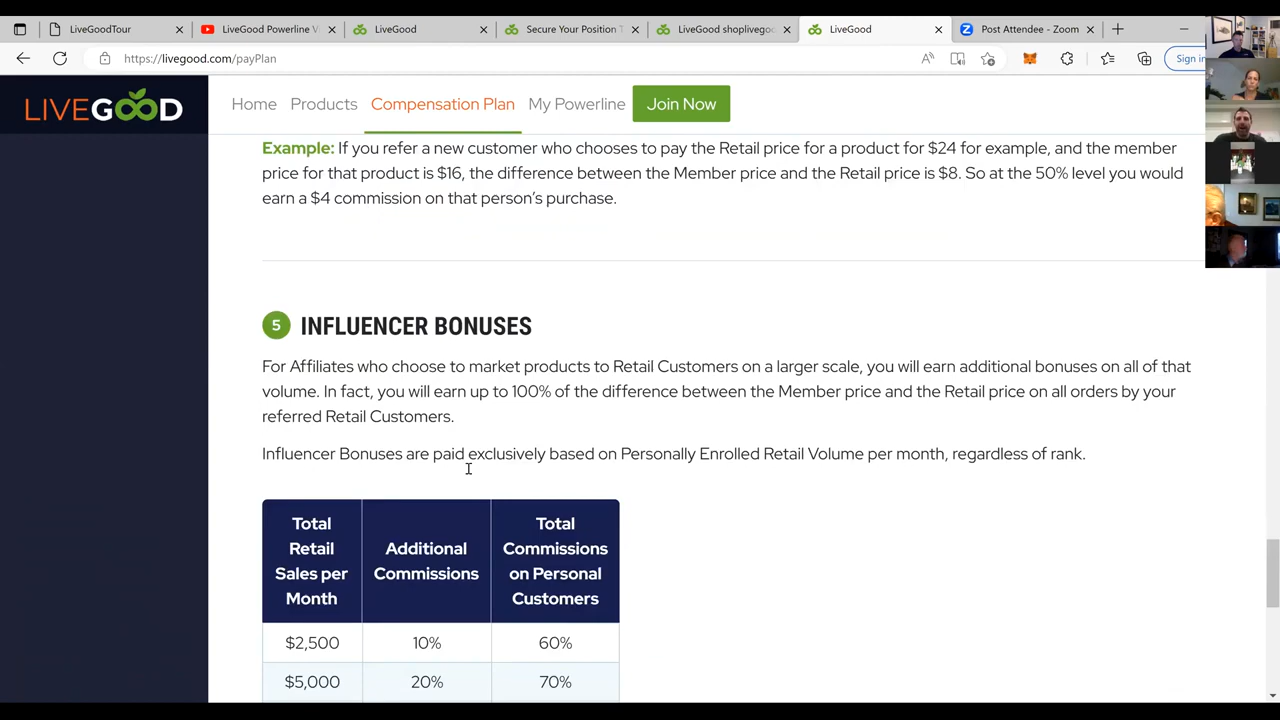 LiveGoodTour
LiveGood Powerline V
LiveGood
Secure Your Position T
LiveGood shoplivegoo
LiveGood
Post Attendee - Zoom
https://livegood.com/payPlan
Sign in
LIVEGOOD
Home Products Compensation Plan My Powerline Join Now
Example: If you refer a new customer who chooses to pay the Retail price for a product for $24 for example, and the member
price for that product is $16, the difference between the Member price and the Retail price is $8. So at the 50% level you would
earn a $4 commission on that person's purchase.
5 INFLUENCER BONUSES
For Affiliates who choose to market products to Retail Customers on a larger scale, you will earn additional bonuses on all of that
volume. In fact, you will earn up to 100% of the difference between the Member price and the Retail price on all orders by your
referred Retail Customers.
Influencer Bonuses are paid exclusively based on Personally Enrolled Retail Volume per month, regardless of rank.
Total
Retail
Sales per
Month
Additional
Commissions
Total
Commissions
on Personal
Customers
$2,500 10% 60%
$5,000 20% 70%